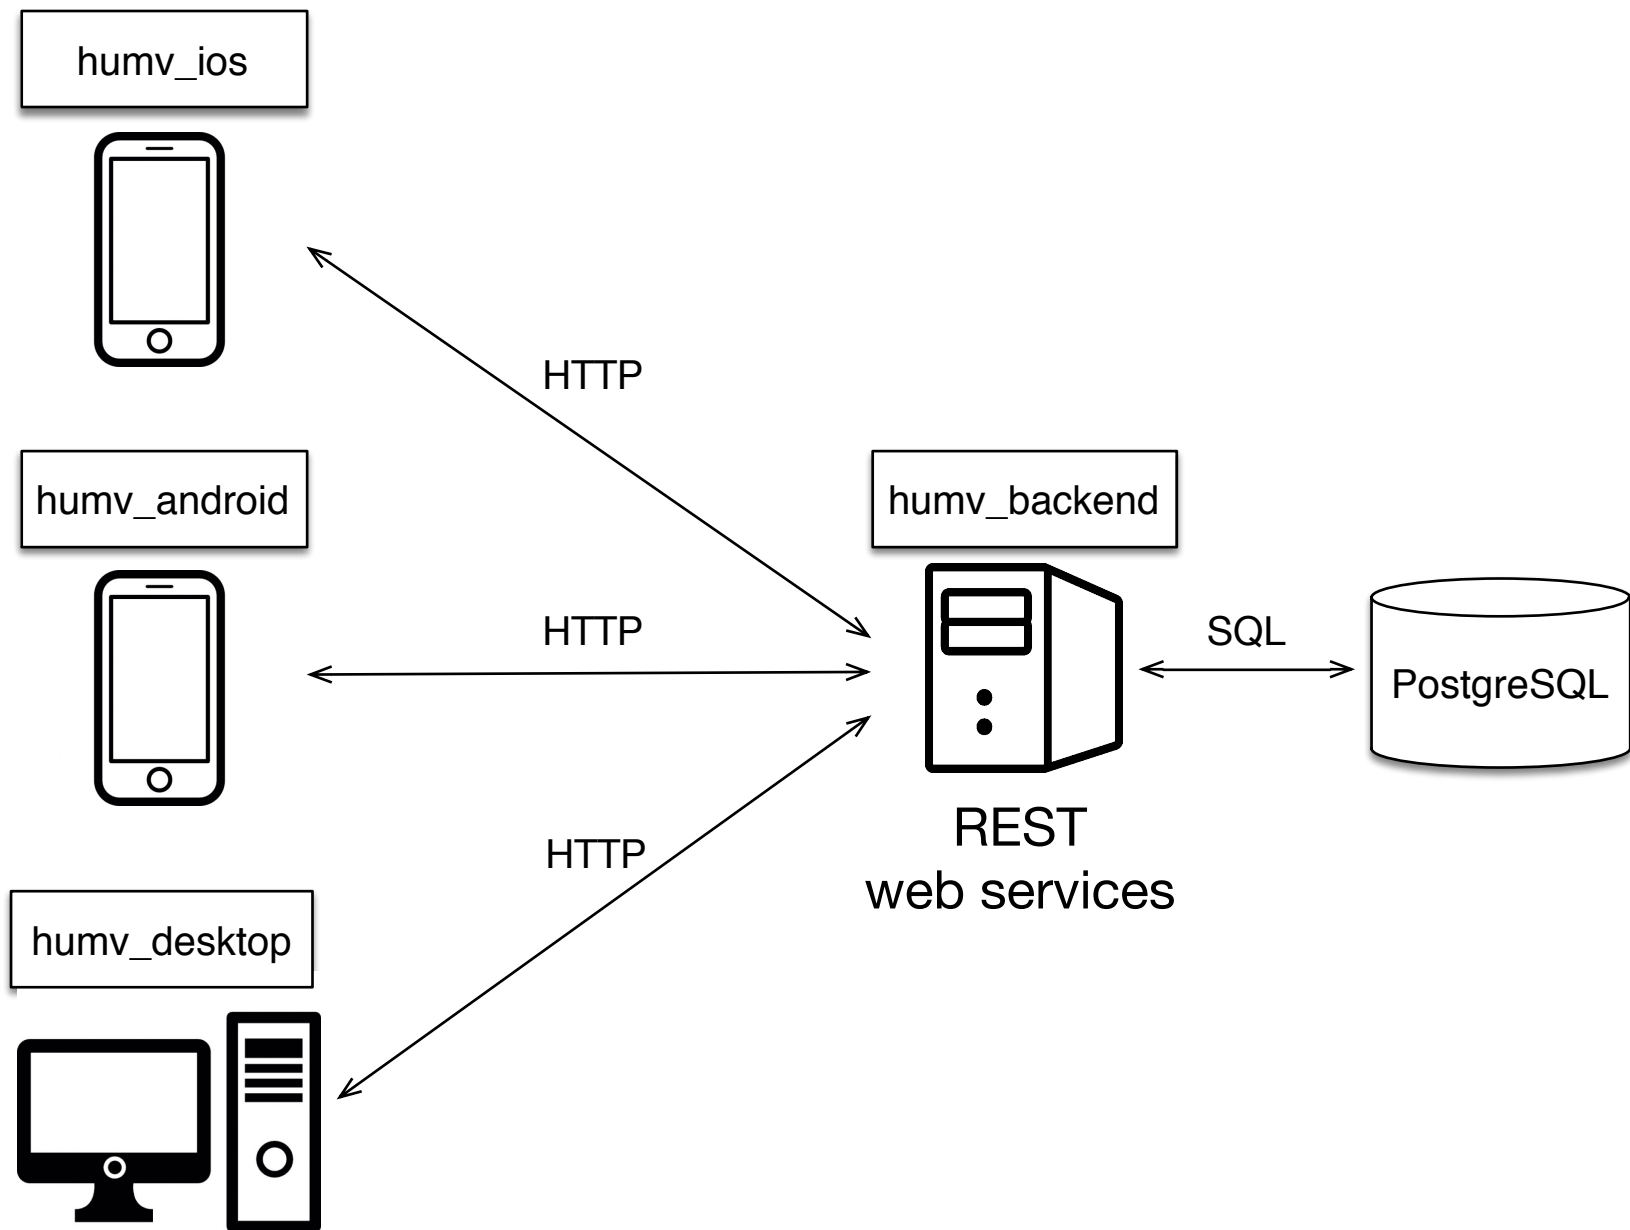 humv_ios
HTTP
humv_android
humv_backend
HTTP
SQL
PostgreSQL
REST
web services
HTTP
humv_desktop